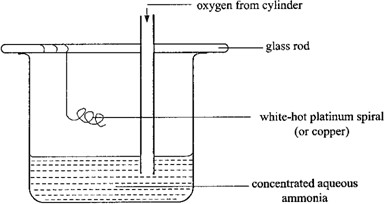 oxygen from cylinder
glass rod
white-hot platinum spiral
(or copper)
concentrated aqueous
ammonia